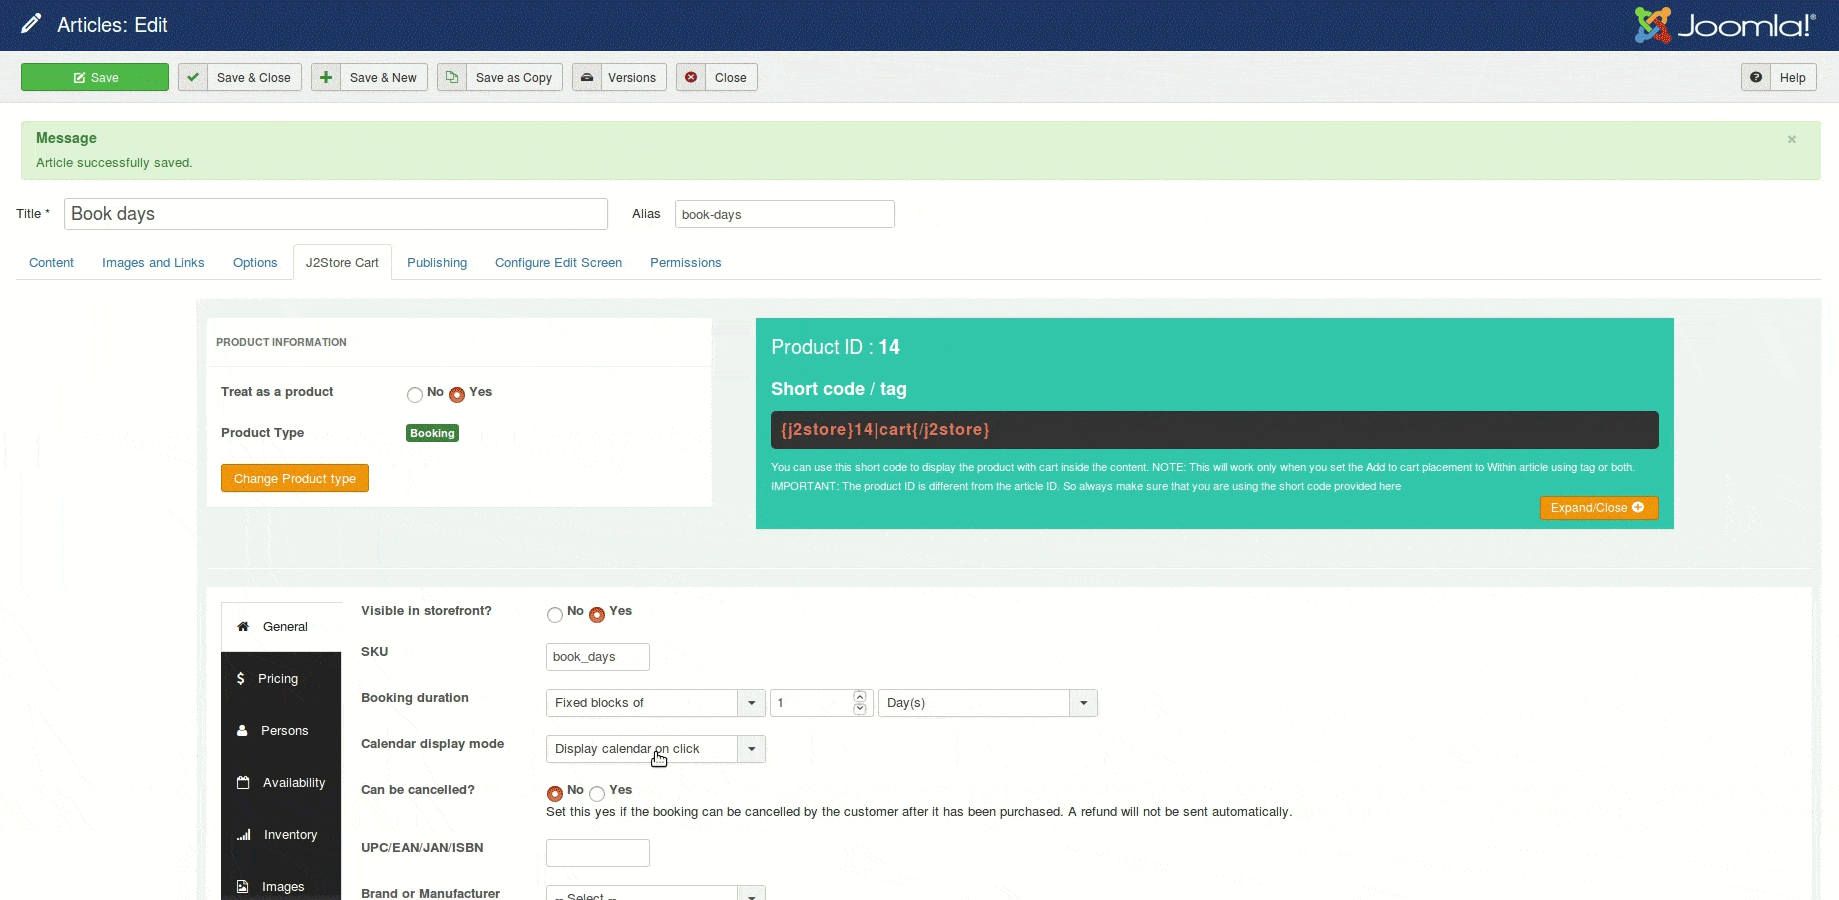 Articles: Edit
Joomla!®
Save
Save & Close
Save & New
Save as Copy
Versions
Close
Help
Message
×
Article successfully saved.
Title *
Book days
Alias
book-days
Content
Images and Links
Options
J2Store Cart
Publishing
Configure Edit Screen
Permissions
PRODUCT INFORMATION
Treat as a product
No
Yes
Product Type
Booking
Change Product type
Product ID : 14
Short code / tag
{j2store}14|cart{/j2store}
You can use this short code to display the product with cart inside the content. NOTE: This will work only when you set the Add to cart placement to Within article using tag or both.
IMPORTANT: The product ID is different from the article ID. So always make sure that you are using the short code provided here
Expand/Close
General
Pricing
Persons
Availability
Inventory
Images
Visible in storefront?
No
Yes
SKU
book_days
Booking duration
Fixed blocks of
1
Day(s)
Calendar display mode
Display calendar on click
Can be cancelled?
No
Yes
Set this yes if the booking can be cancelled by the customer after it has been purchased. A refund will not be sent automatically.
UPC/EAN/JAN/ISBN
Brand or Manufacturer
-- Select --